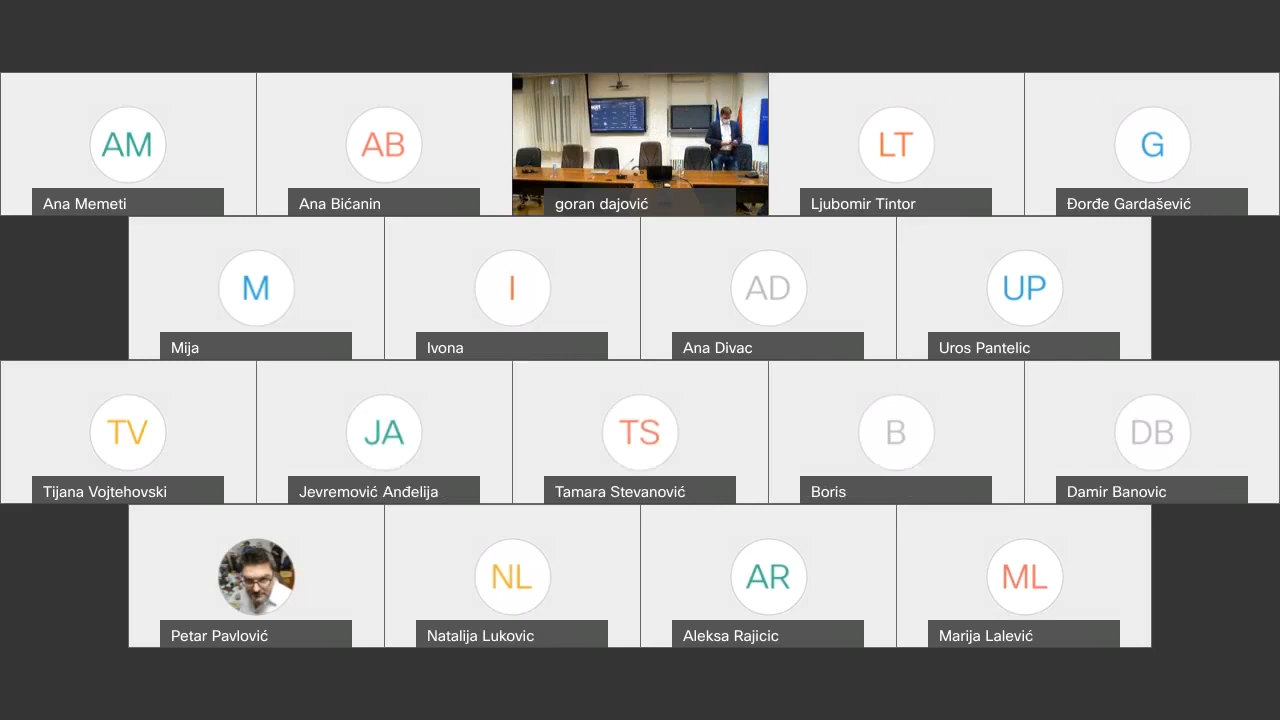 AM
Ana Memeti
AB
Ana Bićanin
goran dajović
LT
Ljubomir Tintor
G
Đorđe Gardašević
M
Mija
I
Ivona
AD
Ana Divac
UP
Uros Pantelic
TV
Tijana Vojtehovski
JA
Jevremović Anđelija
TS
Tamara Stevanović
B
Boris
DB
Damir Banovic
Petar Pavlović
NL
Natalija Lukovic
AR
Aleksa Rajicic
ML
Marija Lalević